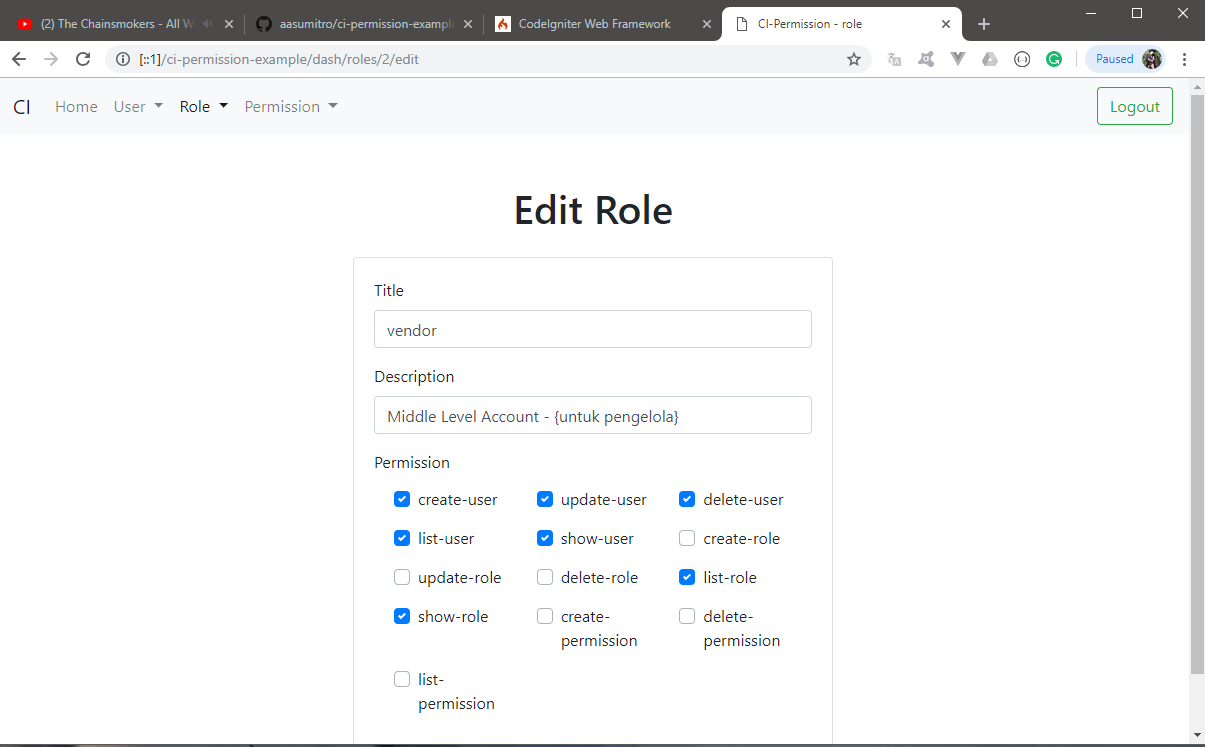 (2) The Chainsmokers - All W
aasumitro/ci-permission-example
CodeIgniter Web Framework
CI-Permission - role
[::1]/ci-permission-example/dash/roles/2/edit
Paused
CI Home User Role Permission Logout
Edit Role
Title
vendor
Description
Middle Level Account - {untuk pengelola}
Permission
create-user update-user delete-user
list-user show-user create-role
update-role delete-role list-role
show-role create-permission delete-permission
list-permission